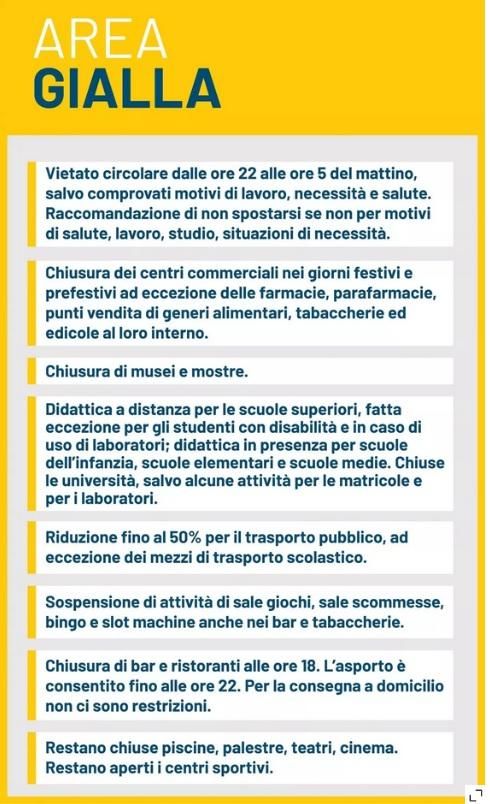 AREA
GIALLA
Vietato circolare dalle ore 22 alle ore 5 del mattino,
salvo comprovati motivi di lavoro, necessità e salute.
Raccomandazione di non spostarsi se non per motivi
di salute, lavoro, studio, situazioni di necessità.
Chiusura dei centri commerciali nei giorni festivi e
prefestivi ad eccezione delle farmacie, parafarmacie,
punti vendita di generi alimentari, tabaccherie ed
edicole al loro interno.
Chiusura di musei e mostre.
Didattica a distanza per le scuole superiori, fatta
eccezione per gli studenti con disabilità e in caso di
uso di laboratori; didattica in presenza per scuole
dell'infanzia, scuole elementari e scuole medie. Chiuse
le università, salvo alcune attività per le matricole e
per i laboratori.
Riduzione fino al 50% per il trasporto pubblico, ad
eccezione dei mezzi di trasporto scolastico.
Sospensione di attività di sale giochi, sale scommesse,
bingo e slot machine anche nei bar e tabaccherie.
Chiusura di bar e ristoranti alle ore 18. L'asporto è
consentito fino alle ore 22. Per la consegna a domicilio
non ci sono restrizioni.
Restano chiuse piscine, palestre, teatri, cinema.
Restano aperti i centri sportivi.